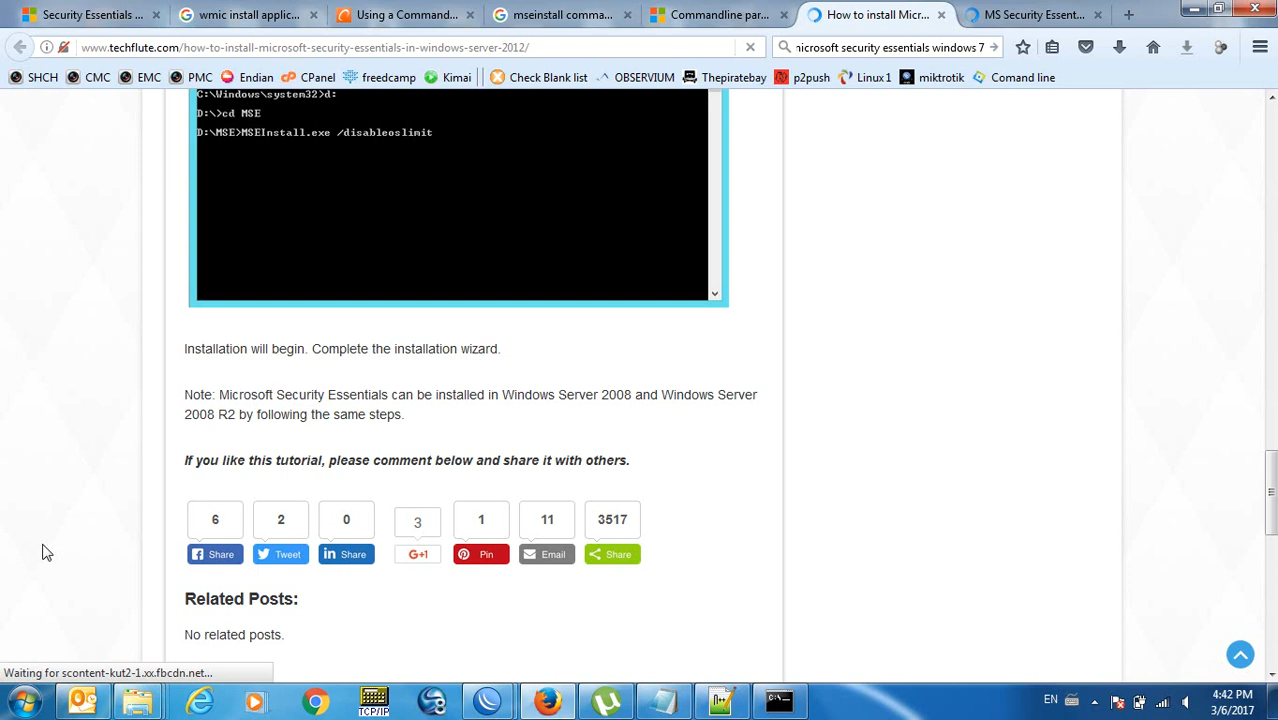 Security Essentials ...
wmic install applic...
Using a Command...
mseinstall comma...
Commandline par...
How to install Micr...
MS Security Essent...
www.techflute.com/how-to-install-microsoft-security-essentials-in-windows-server-2012/
nicrosoft security essentials windows 7
SHCH
CMC
EMC
PMC
Endian
CPanel
freedcamp
Kimai
Check Blank list
OBSERVIUM
Thepiratebay
p2push
Linux1
mikrotik
Comand line
C:\Windows\system32>d:
D:\>cd MSE
D:\MSE>MSEInstall.exe /disableoslimit
Installation will begin. Complete the installation wizard.
Note: Microsoft Security Essentials can be installed in Windows Server 2008 and Windows Server
2008 R2 by following the same steps.
If you like this tutorial, please comment below and share it with others.
6 2 0 3 1 11 3517
Share Tweet Share G+1 Pin Email Share
Related Posts:
No related posts.
Waiting for scontent-kut2-1.xx.fbcdn.net...
TCP/IP
EN
4:42 PM
3/6/2017